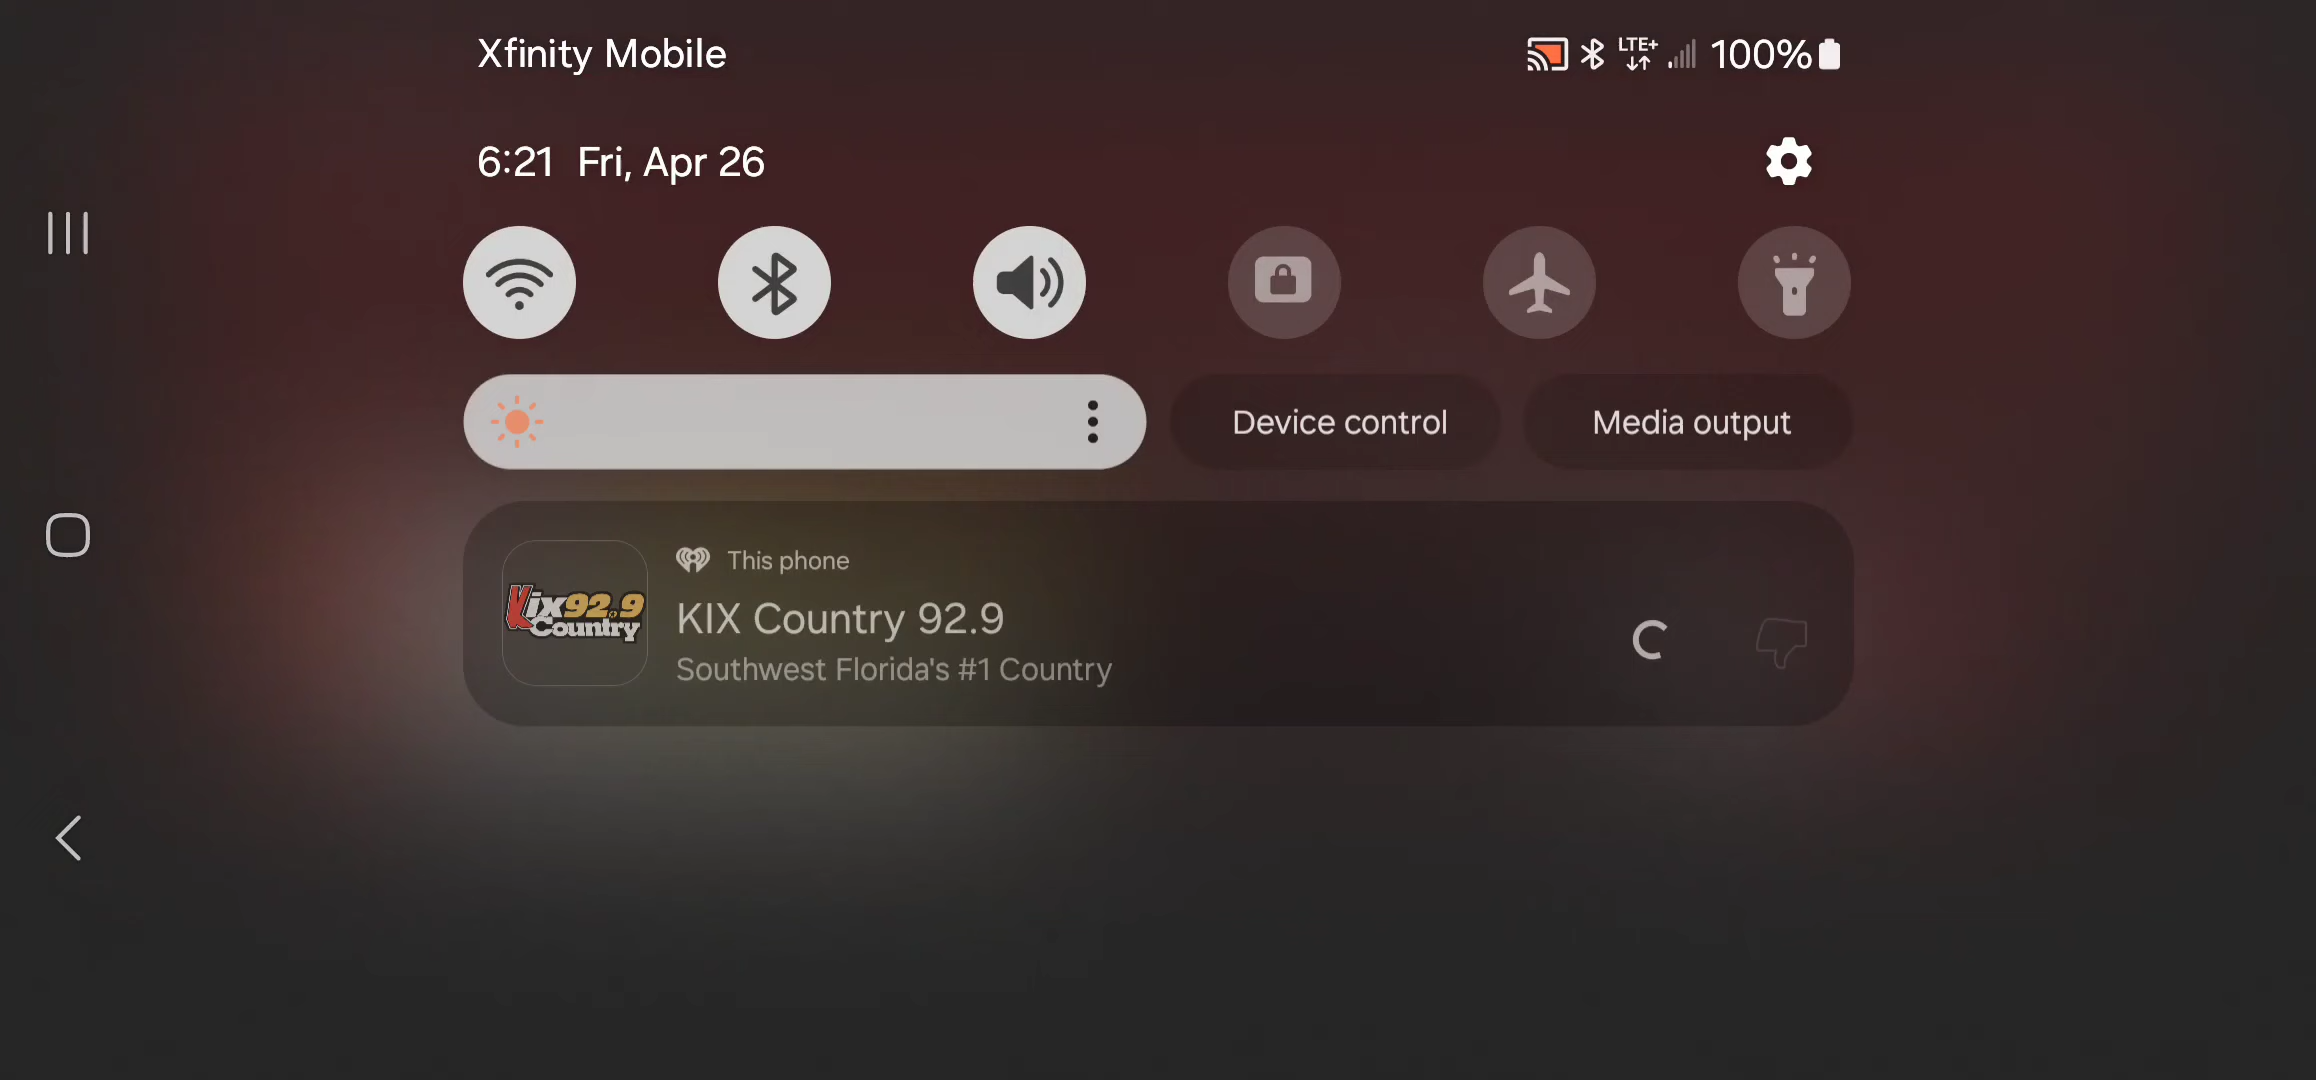 Xfinity Mobile
LTE+ 100%
6:21 Fri, Apr 26
Device control
Media output
This phone
Kix 92.9
Country
KIX Country 92.9
Southwest Florida's #1 Country